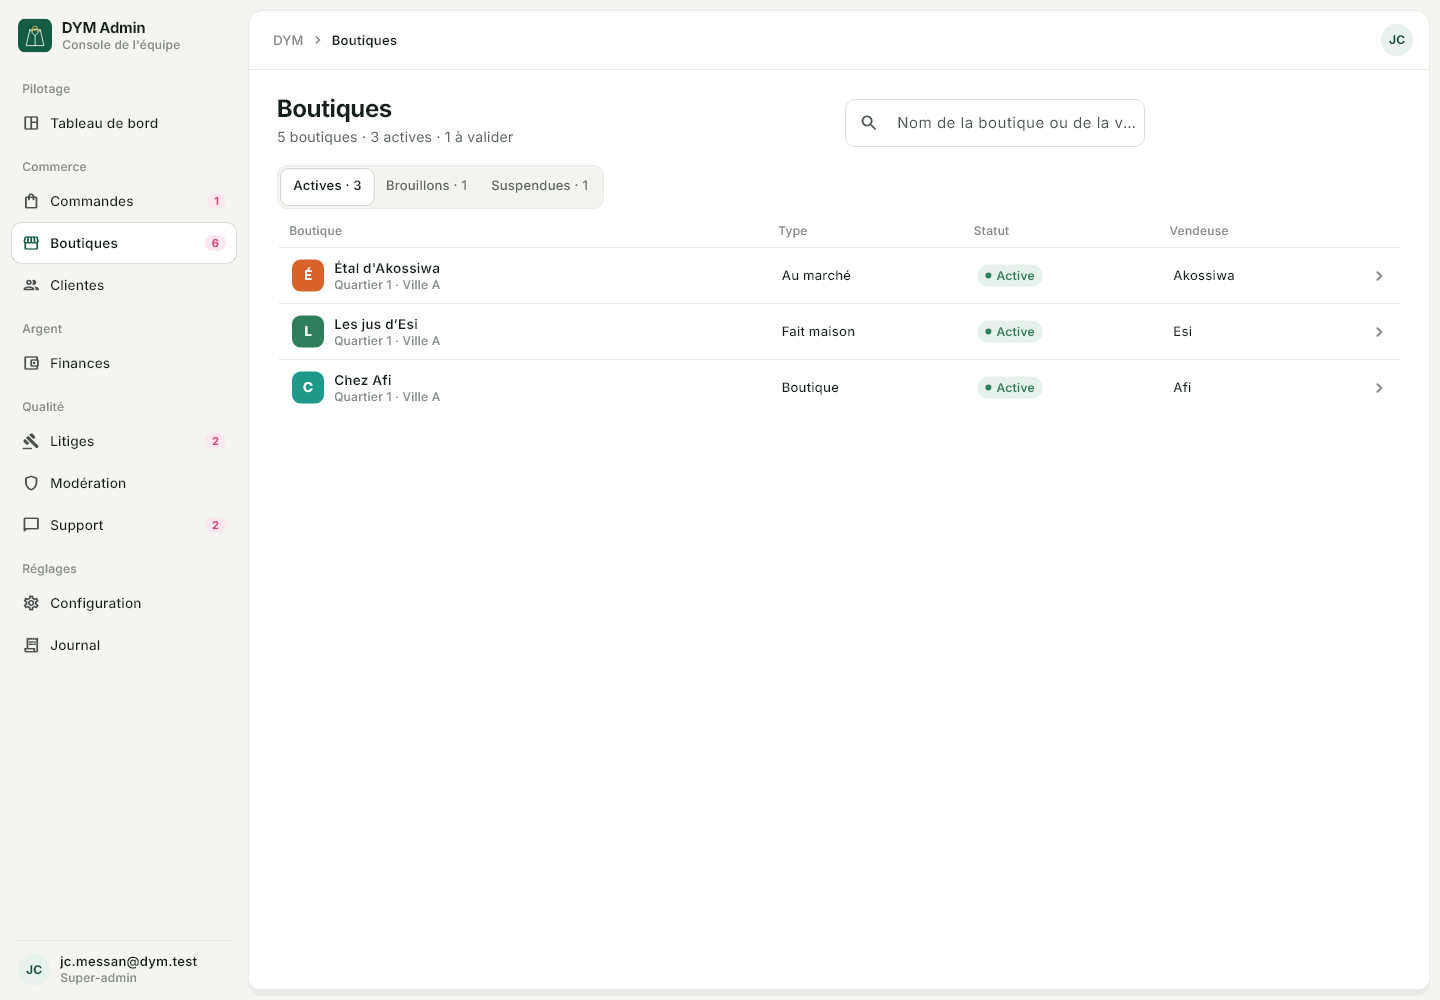 DYM Admin
Console de l'équipe
Pilotage
Tableau de bord
Commerce
Commandes 1
Boutiques 6
Clientes
Argent
Finances
Qualité
Litiges 2
Modération
Support 2
Réglages
Configuration
Journal
JC
jc.messan@dym.test
Super-admin
DYM > Boutiques
JC
Boutiques
5 boutiques · 3 actives · 1 à valider
Nom de la boutique ou de la v...
Actives · 3 Brouillons · 1 Suspendues · 1
Boutique Type Statut Vendeuse
É Étal d'Akossiwa Au marché Active Akossiwa
Quartier 1 · Ville A
L Les jus d’Esi Fait maison Active Esi
Quartier 1 · Ville A
C Chez Afi Boutique Active Afi
Quartier 1 · Ville A